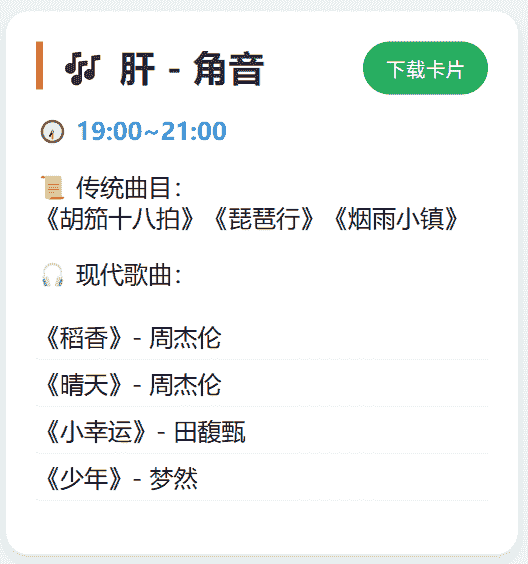 🎶 肝 - 角音
下载卡片
🕢 19:00~21:00
📜 传统曲目：
《胡笳十八拍》《琵琶行》《烟雨小镇》
🎧 现代歌曲：
《稻香》- 周杰伦
《晴天》- 周杰伦
《小幸运》- 田馥甄
《少年》- 梦然